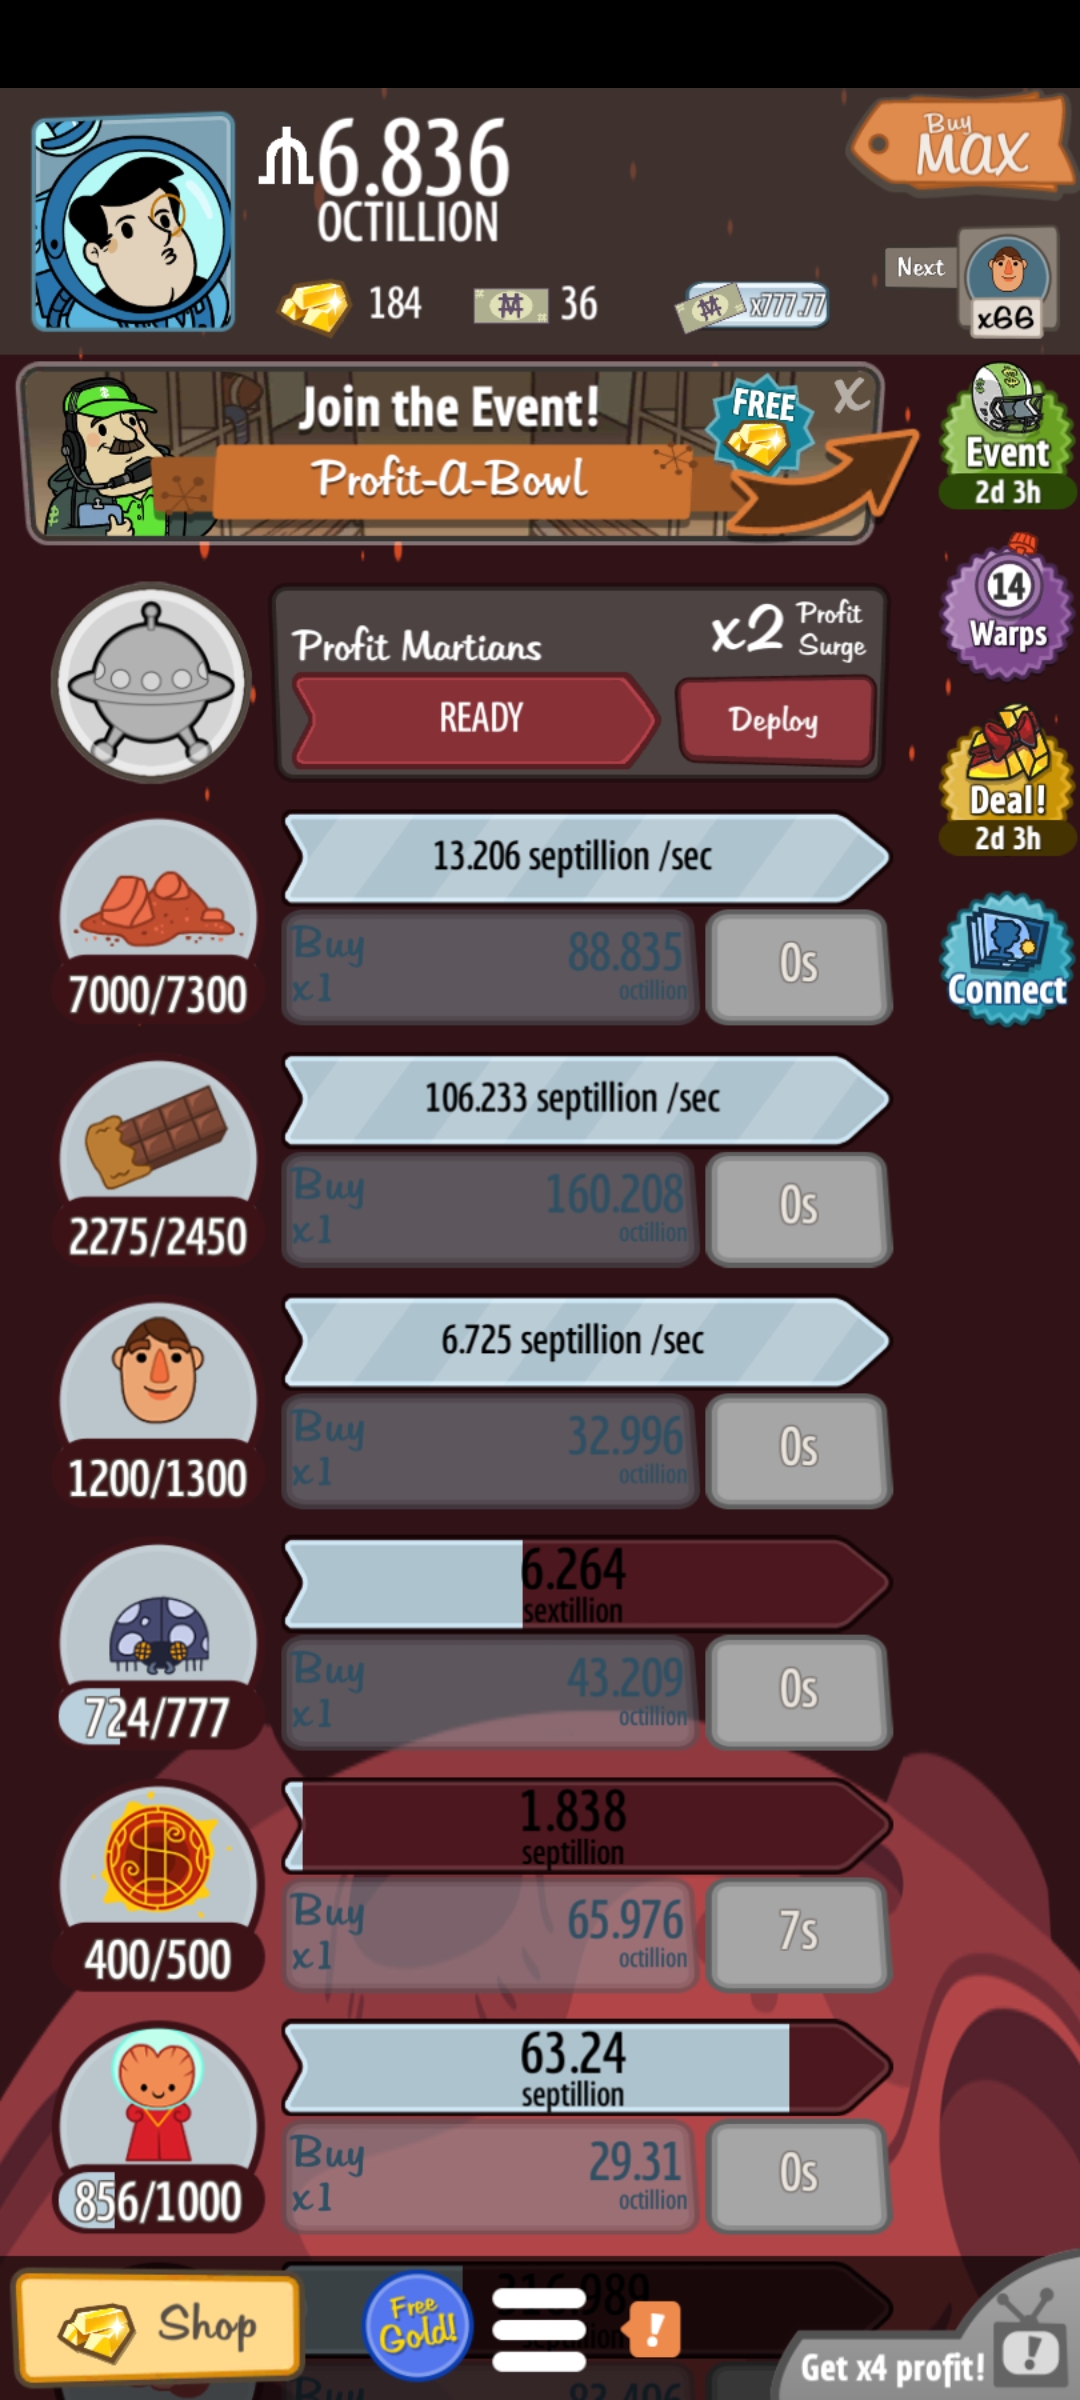 6.836
OCTILLION
Buy
MAX
184
36
x777.77
Next
x66
Join the Event!
Profit-A-Bowl
FREE
X
Event
2d 3h
14
Warps
Profit Martians
x2 Profit
Surge
READY
Deploy
Deal!
2d 3h
13.206 septillion /sec
7000/7300
Buy
x1
88.835
octillion
0s
Connect
106.233 septillion /sec
2275/2450
Buy
x1
160.208
octillion
0s
6.725 septillion /sec
1200/1300
Buy
x1
32.996
octillion
0s
6.264
sextillion
724/777
Buy
x1
43.209
octillion
0s
1.838
septillion
400/500
Buy
x1
65.976
octillion
7s
63.24
septillion
856/1000
Buy
x1
29.31
octillion
0s
Shop
Free
Gold!
!
Get x4 profit!
!